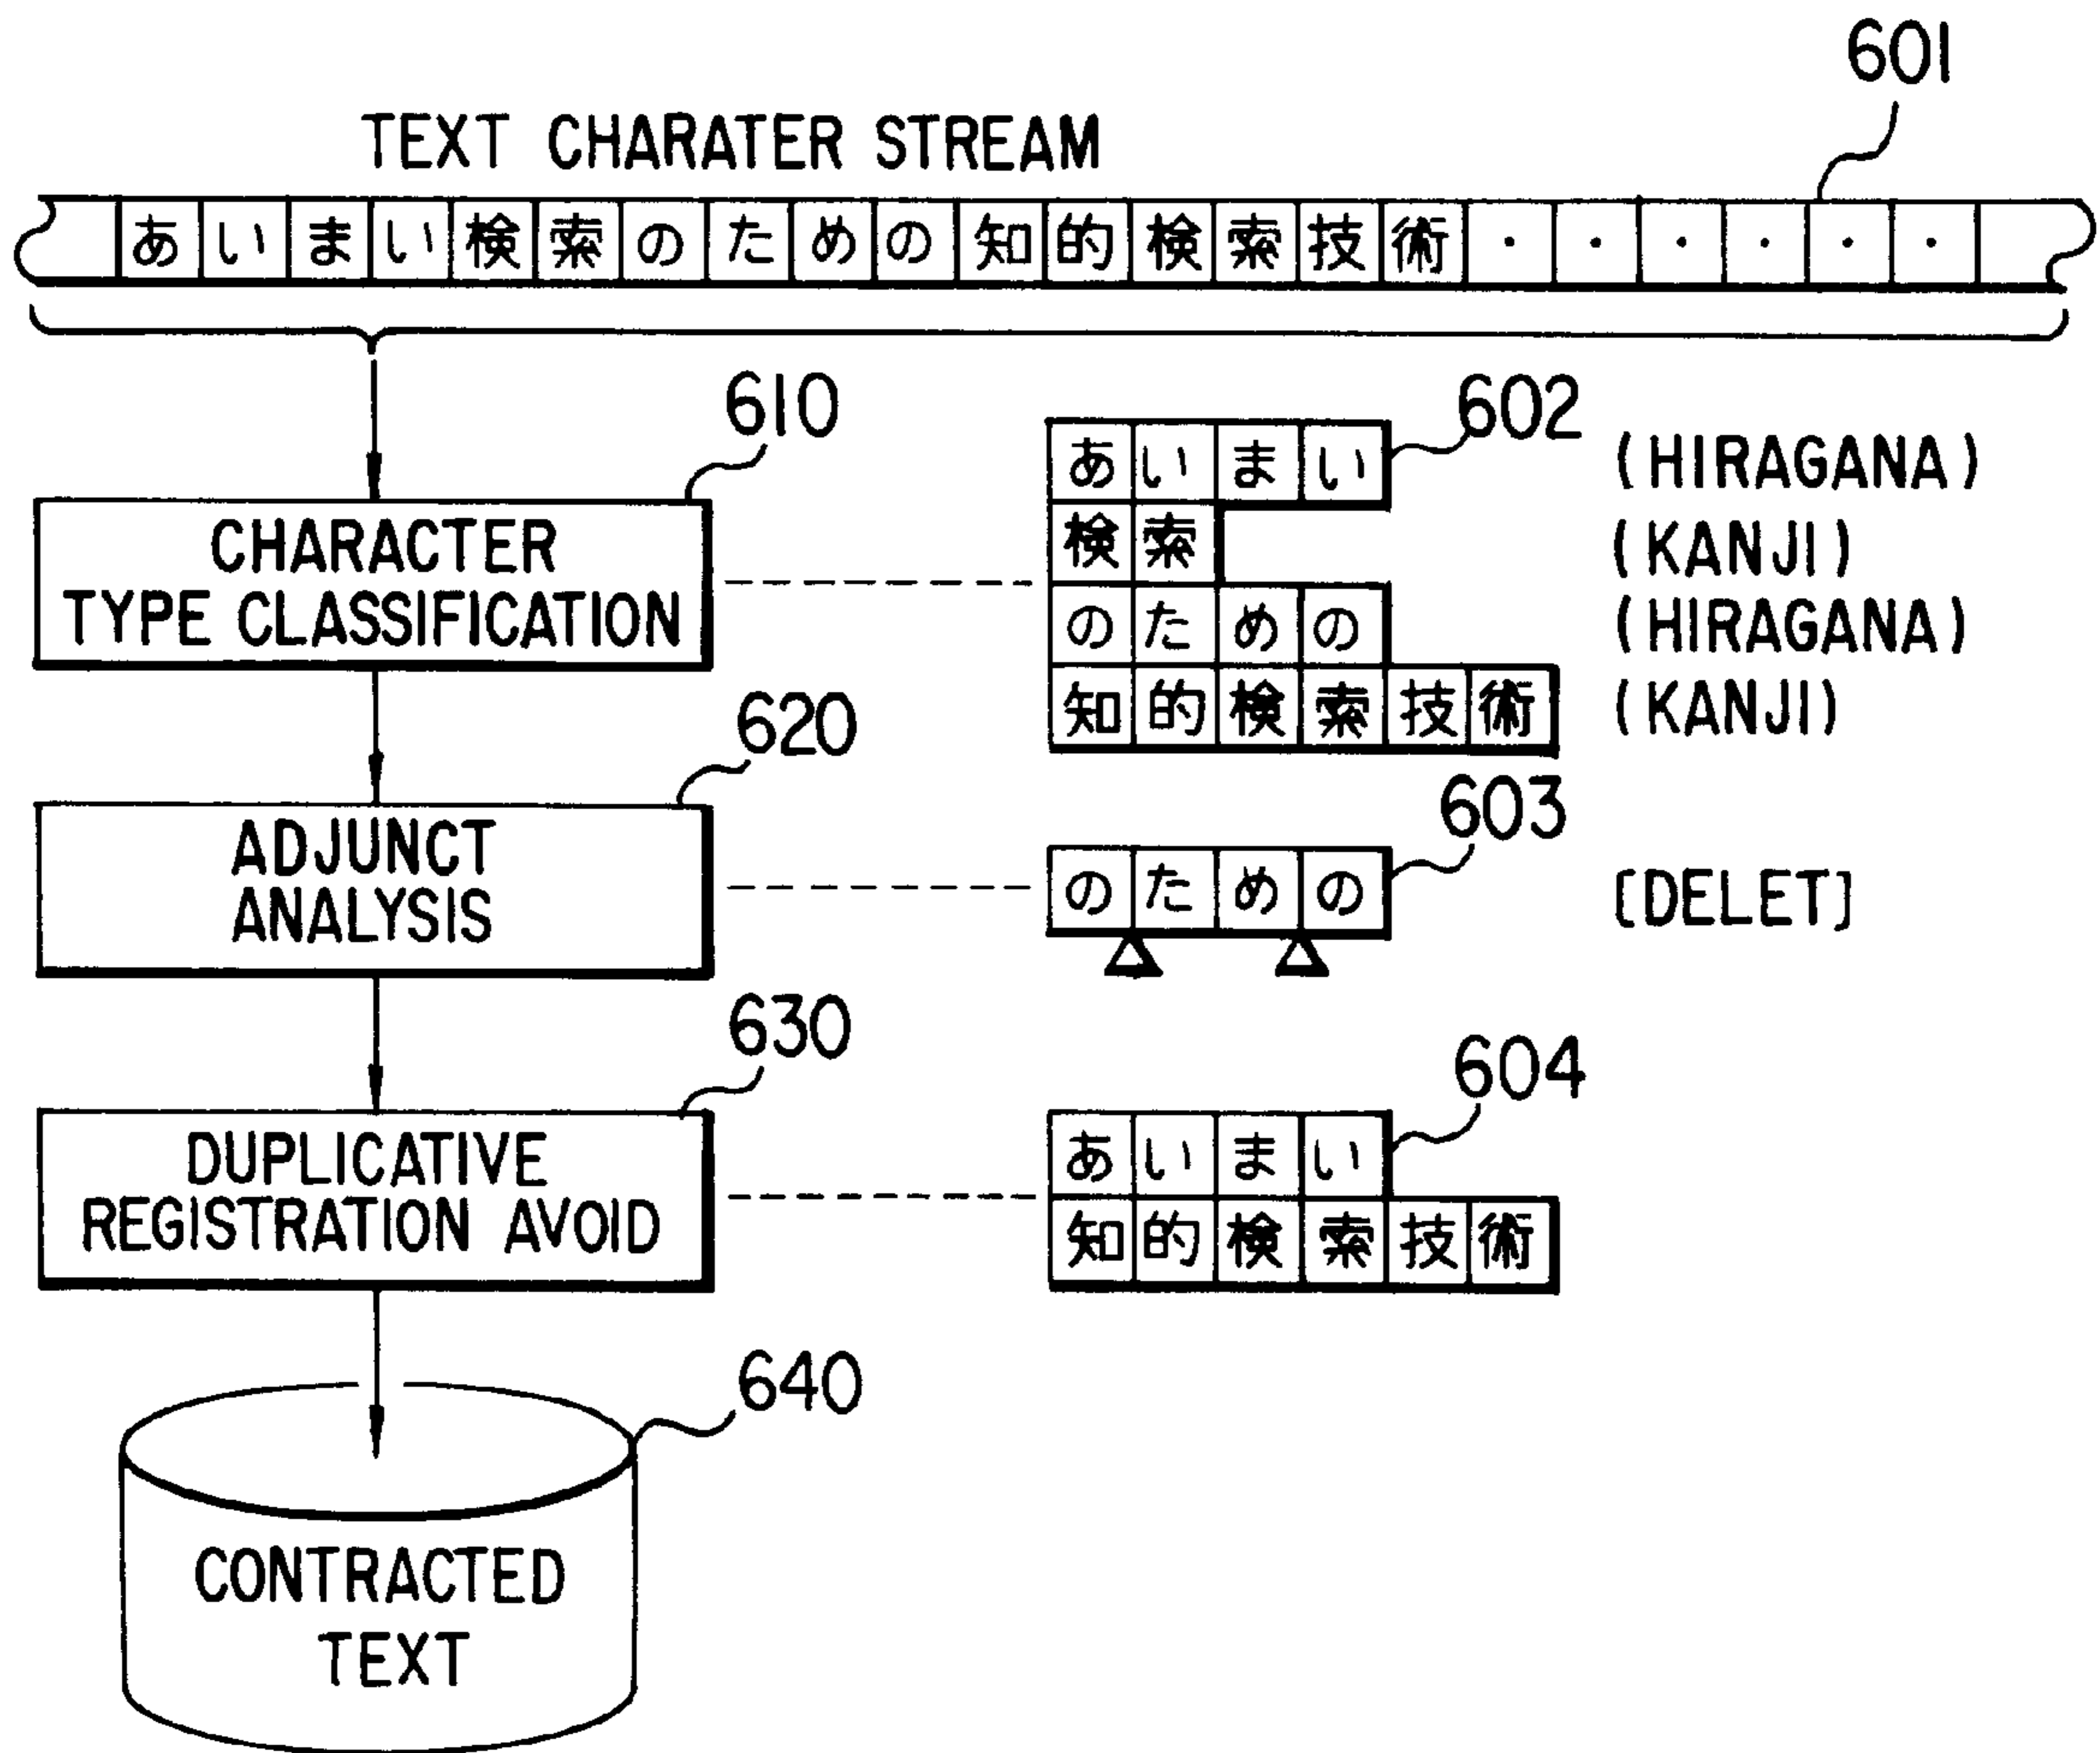 601
TEXT CHARATER STREAM
あいまい検索のための知的検索技術・・・・・・
610
602
CHARACTER
TYPE CLASSIFICATION
あいまい (HIRAGANA)
検索 (KANJI)
のための (HIRAGANA)
知的検索技術 (KANJI)
620
603
ADJUNCT
ANALYSIS
のための [DELET]
630
604
DUPLICATIVE
REGISTRATION AVOID
あいまい
知的検索技術
640
CONTRACTED
TEXT